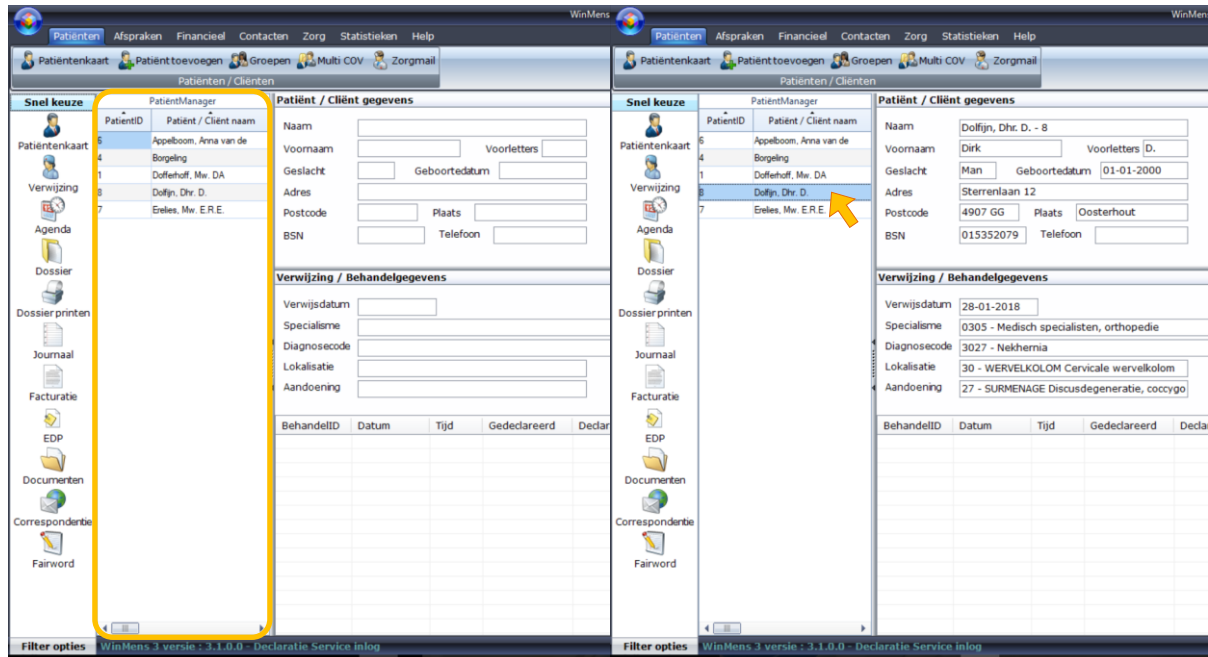 WinMens
Patiënten Afspraken Financieel Contacten Zorg Statistieken Help
Patiëntenkaart Patiënt toevoegen Groepen Multi COV Zorgmail
Patiënten / Cliënten
Snel keuze
Patiëntenkaart
Verwijzing
Agenda
Dossier
Dossier printen
Journaal
Facturatie
EDP
Documenten
Correspondentie
Fairword
Filter opties
PatiëntManager
PatientID Patiënt / Cliënt naam
6 Appelboom, Anna van de
4 Borgeling
1 Dofferhoff, Mw. DA
8 Dolfijn, Dhr. D.
7 Erelies, Mw. E.R.E.
Patiënt / Cliënt gegevens
Naam
Voornaam Voorletters
Geslacht Geboortedatum
Adres
Postcode Plaats
BSN Telefoon
Verwijzing / Behandelgegevens
Verwijsdatum
Specialisme
Diagnosecode
Lokalisatie
Aandoening
BehandelID Datum Tijd Gedeclareerd Declar
WinMens 3 versie : 3.1.0.0 - Declaratie Service inlog
WinMens
Patiënten Afspraken Financieel Contacten Zorg Statistieken Help
Patiëntenkaart Patiënt toevoegen Groepen Multi COV Zorgmail
Patiënten / Cliënten
Snel keuze
Patiëntenkaart
Verwijzing
Agenda
Dossier
Dossier printen
Journaal
Facturatie
EDP
Documenten
Correspondentie
Fairword
Filter opties
PatiëntManager
PatientID Patiënt / Cliënt naam
6 Appelboom, Anna van de
4 Borgeling
1 Dofferhoff, Mw. DA
8 Dolfijn, Dhr. D.
7 Erelies, Mw. E.R.E.
Patiënt / Cliënt gegevens
Naam Dolfijn, Dhr. D. - 8
Voornaam Dirk Voorletters D.
Geslacht Man Geboortedatum 01-01-2000
Adres Sterrenlaan 12
Postcode 4907 GG Plaats Oosterhout
BSN 015352079 Telefoon
Verwijzing / Behandelgegevens
Verwijsdatum 28-01-2018
Specialisme 0305 - Medisch specialisten, orthopedie
Diagnosecode 3027 - Nekhernia
Lokalisatie 30 - WERVELKOLOM Cervicale wervelkolom
Aandoening 27 - SURMENAGE Discusdegeneratie, coccygo
BehandelID Datum Tijd Gedeclareerd Declar
WinMens 3 versie : 3.1.0.0 - Declaratie Service inlog